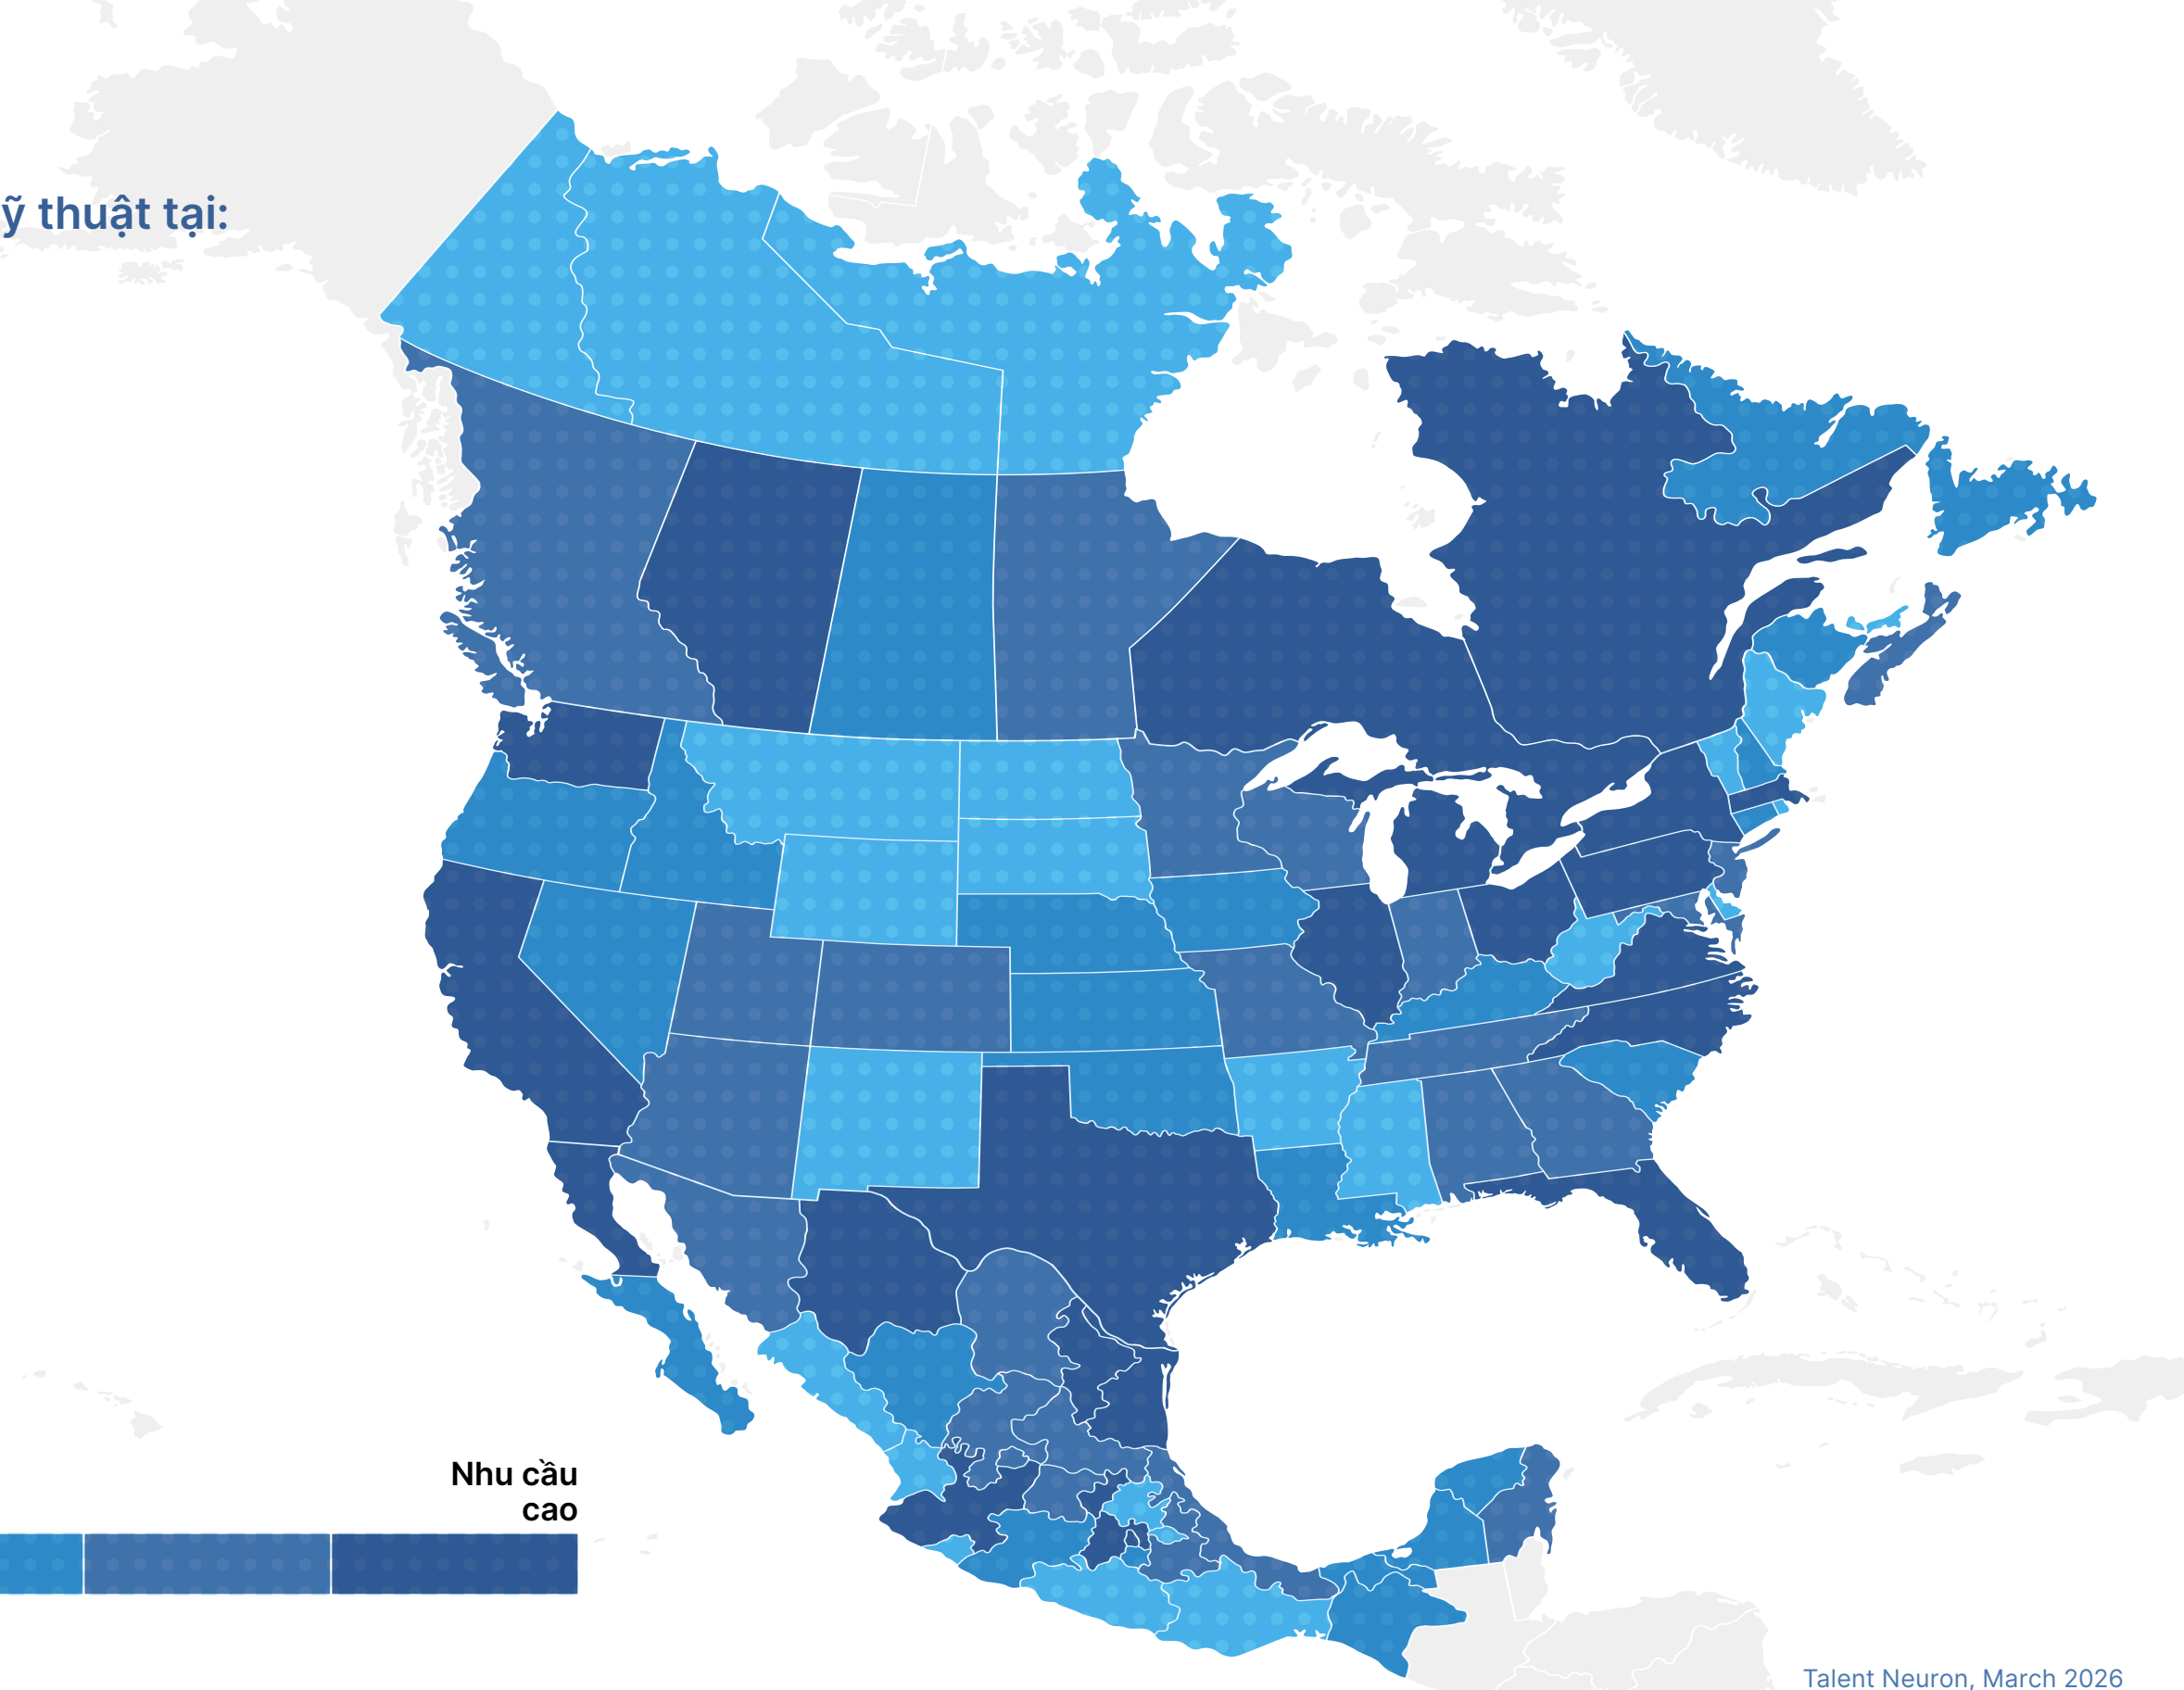 ỹ thuật tại:
Nhu cầu
cao
Talent Neuron, March 2026